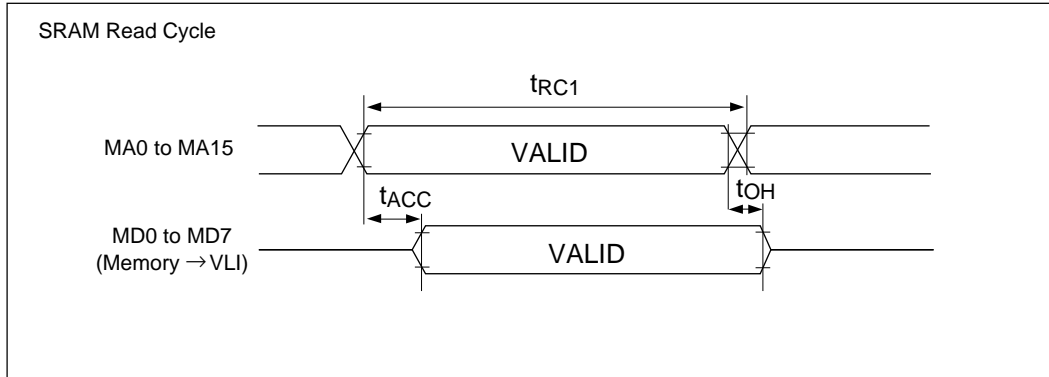 SRAM Read Cycle
tRC1
MA0 to MA15
VALID
tACC
tOH
MD0 to MD7
(Memory → VLI)
VALID